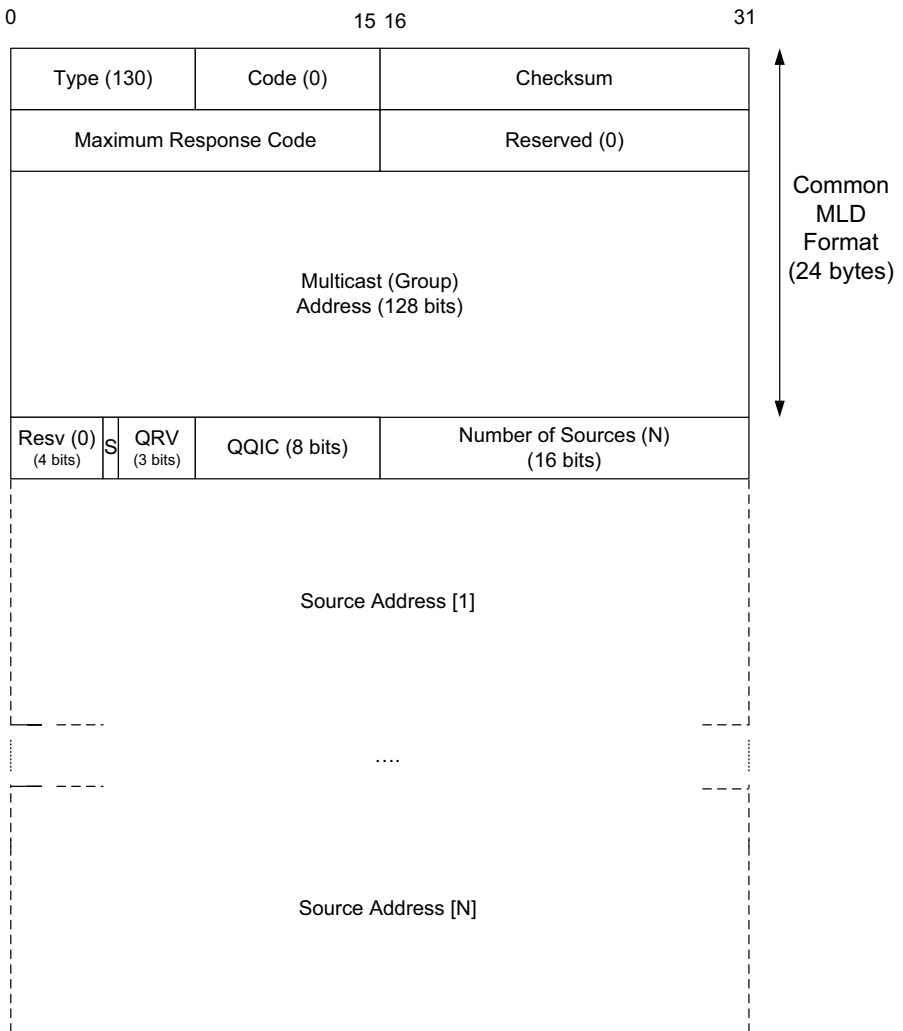 0 15 16 31
Type (130) Code (0) Checksum
Maximum Response Code Reserved (0)
Common
MLD
Format
(24 bytes)
Multicast (Group)
Address (128 bits)
Resv (0)
(4 bits)
S
QRV
(3 bits)
QQIC (8 bits)
Number of Sources (N)
(16 bits)
Source Address [1]
....
Source Address [N]